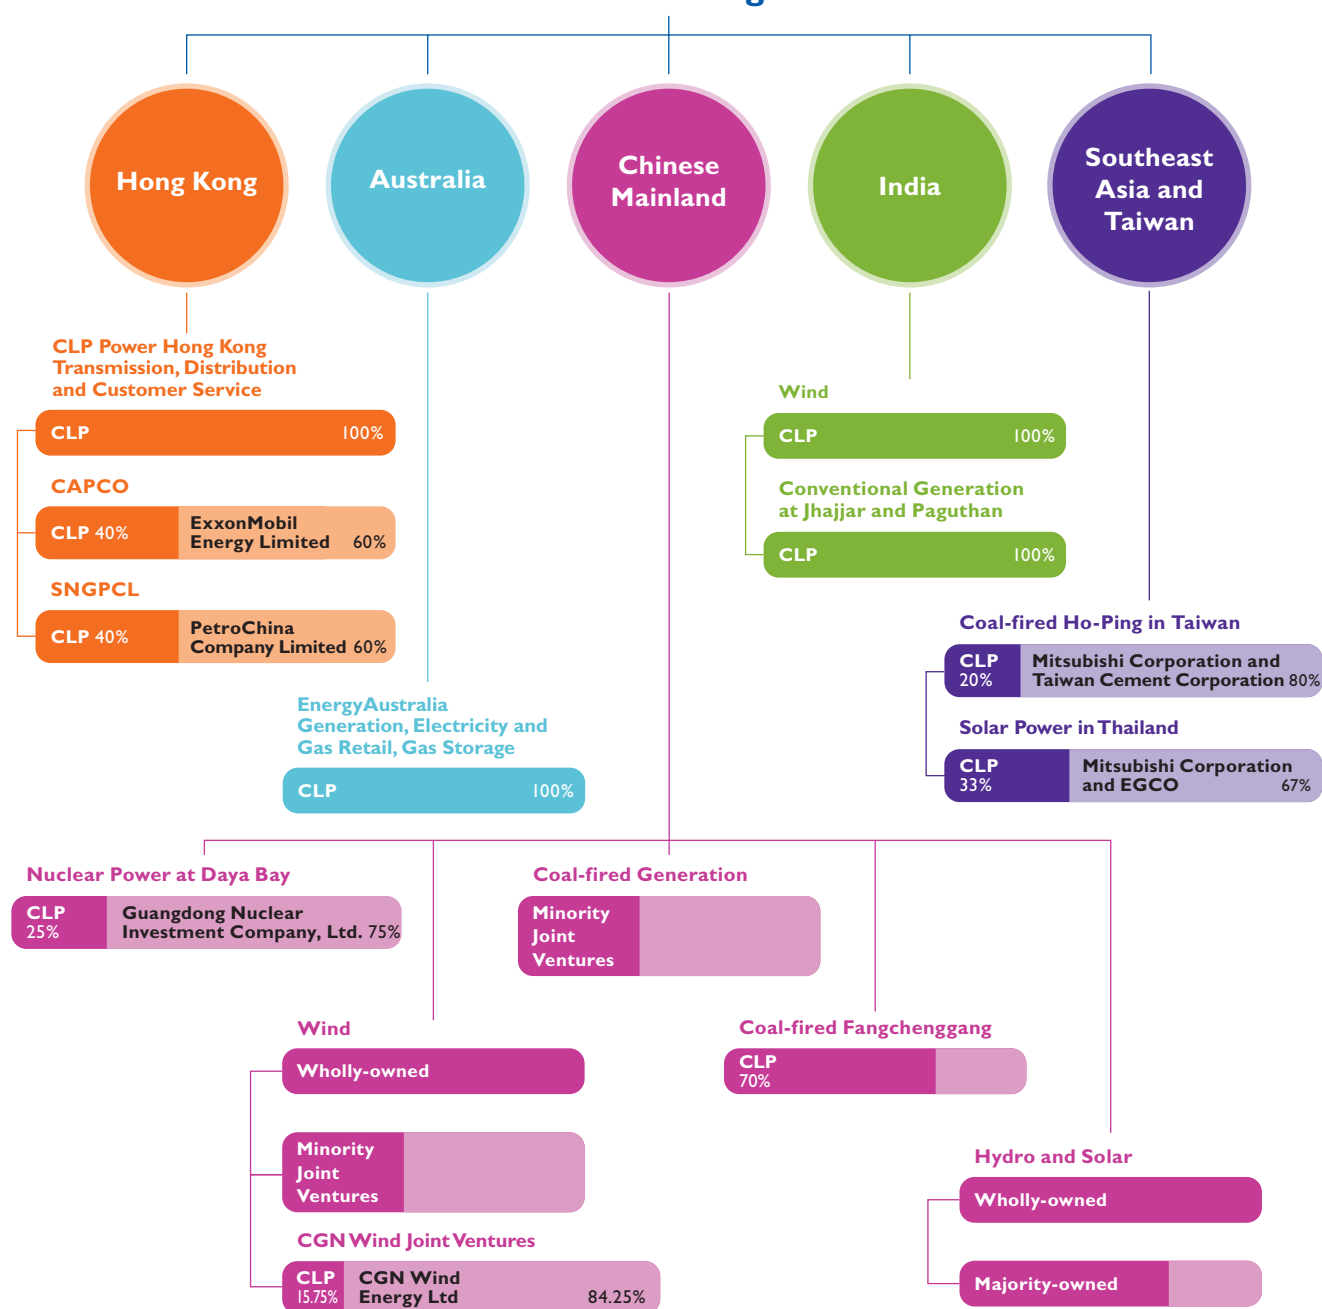 Hong Kong
Australia
Chinese
Mainland
India
Southeast
Asia and
Taiwan
CLP Power Hong Kong
Transmission, Distribution
and Customer Service
CLP 100%
CAPCO
CLP 40%
ExxonMobil
Energy Limited 60%
SNGPCL
CLP 40%
PetroChina
Company Limited 60%
EnergyAustralia
Generation, Electricity and
Gas Retail, Gas Storage
CLP 100%
Wind
CLP 100%
Conventional Generation
at Jhajjar and Paguthan
CLP 100%
Coal-fired Ho-Ping in Taiwan
CLP
20%
Mitsubishi Corporation and
Taiwan Cement Corporation 80%
Solar Power in Thailand
CLP
33%
Mitsubishi Corporation
and EGCO 67%
Nuclear Power at Daya Bay
CLP
25%
Guangdong Nuclear
Investment Company, Ltd. 75%
Coal-fired Generation
Minority
Joint
Ventures
Wind
Wholly-owned
Minority
Joint
Ventures
CGN Wind Joint Ventures
CLP
15.75%
CGN Wind
Energy Ltd 84.25%
Coal-fired Fangchenggang
CLP
70%
Hydro and Solar
Wholly-owned
Majority-owned